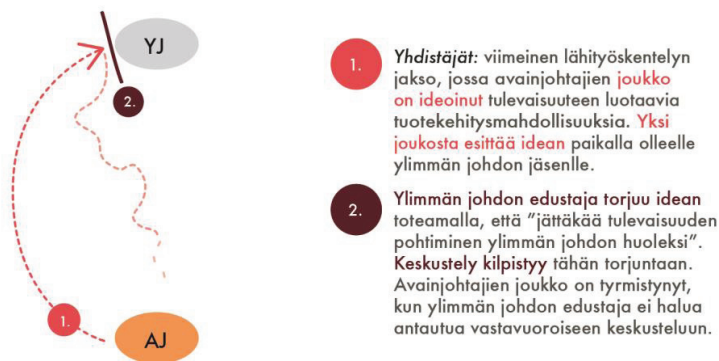 YJ
2.
1.
AJ
1.
Yhdistäjät: viimeinen lähityöskentelyn
jakso, jossa avainjohtajien joukko
on ideoinut tulevaisuuteen luotaavia
tuotekehitysmahdollisuuksia. Yksi
joukosta esittää idean paikalla olleelle
ylimmän johdon jäsenlle.
2.
Ylimmän johdon edustaja torjuu idean
toteamalla, että ”jättäkää tulevaisuuden
pohtiminen ylimmän johdon huoleksi”.
Keskustely kilpistyy tähän torjuntaan.
Avainjohtajien joukko on tyrmistynyt,
kun ylimmän johdon edustaja ei halua
antautua vastavuoroiseen keskusteluun.